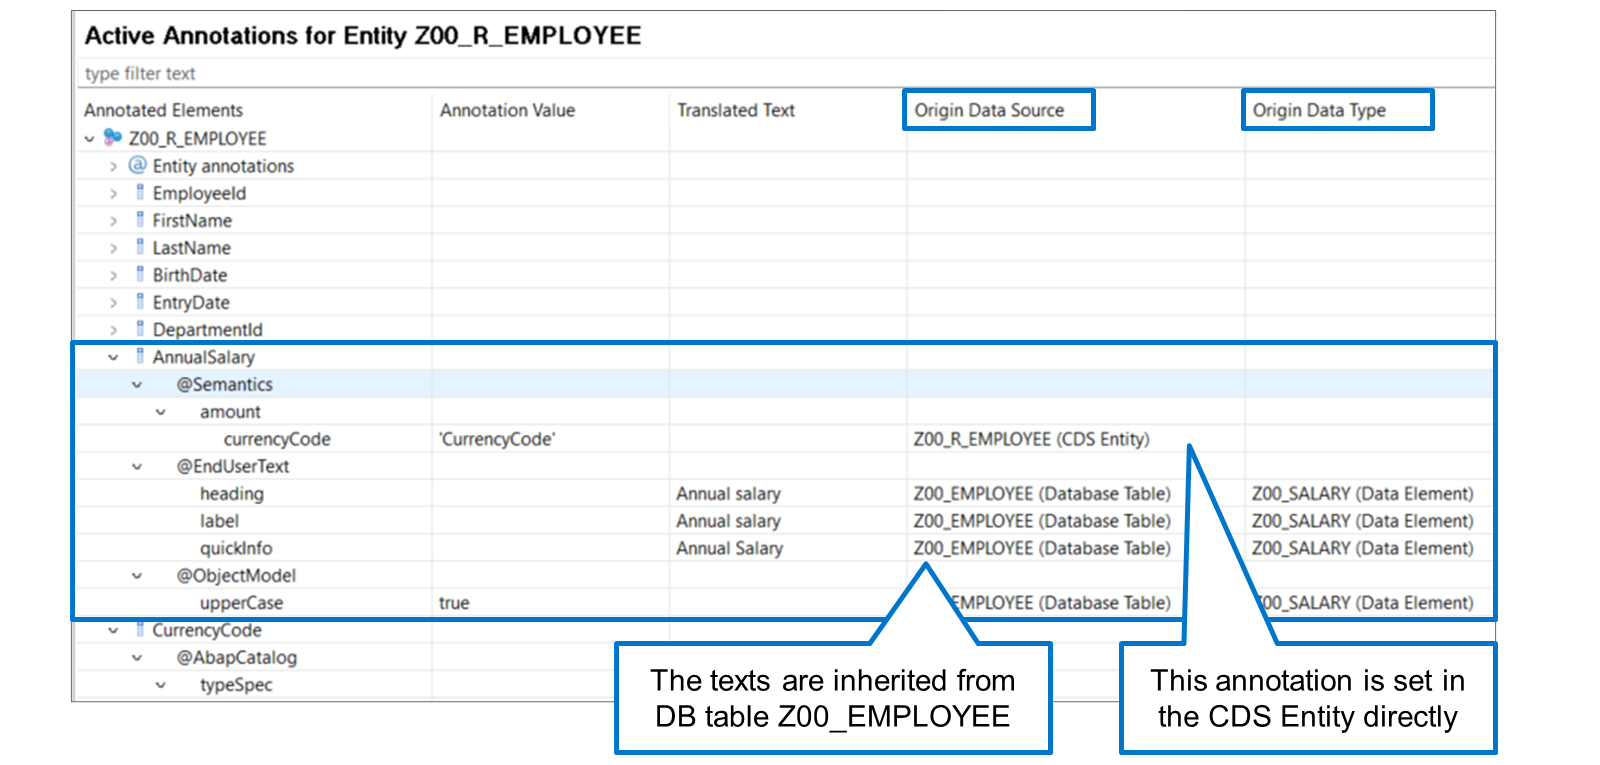 Active Annotations for Entity Z00_R_EMPLOYEE
type filter text
Annotated Elements Annotation Value Translated Text Origin Data Source Origin Data Type
Z00_R_EMPLOYEE
@ Entity annotations
EmployeeId
FirstName
LastName
BirthDate
EntryDate
DepartmentId
AnnualSalary
@Semantics
amount
currencyCode 'CurrencyCode' Z00_R_EMPLOYEE (CDS Entity)
@EndUserText
heading Annual salary Z00_EMPLOYEE (Database Table) Z00_SALARY (Data Element)
label Annual salary Z00_EMPLOYEE (Database Table) Z00_SALARY (Data Element)
quickInfo Annual Salary Z00_EMPLOYEE (Database Table) Z00_SALARY (Data Element)
@ObjectModel
upperCase true EMPLOYEE (Database Table) Z00_SALARY (Data Element)
CurrencyCode
@AbapCatalog
typeSpec
The texts are inherited from
DB table Z00_EMPLOYEE
This annotation is set in
the CDS Entity directly